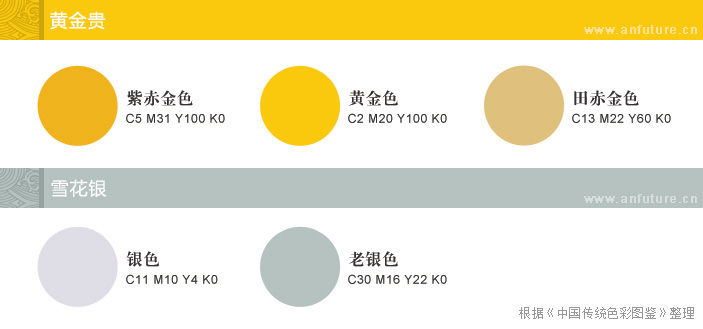 黄金贵
www.anfuture.cn
紫赤金色
C5 M31 Y100 K0
黄金色
C2 M20 Y100 K0
田赤金色
C13 M22 Y60 K0
雪花银
www.anfuture.cn
银色
C11 M10 Y4 K0
老银色
C30 M16 Y22 K0
根据《中国传统色彩图鉴》整理